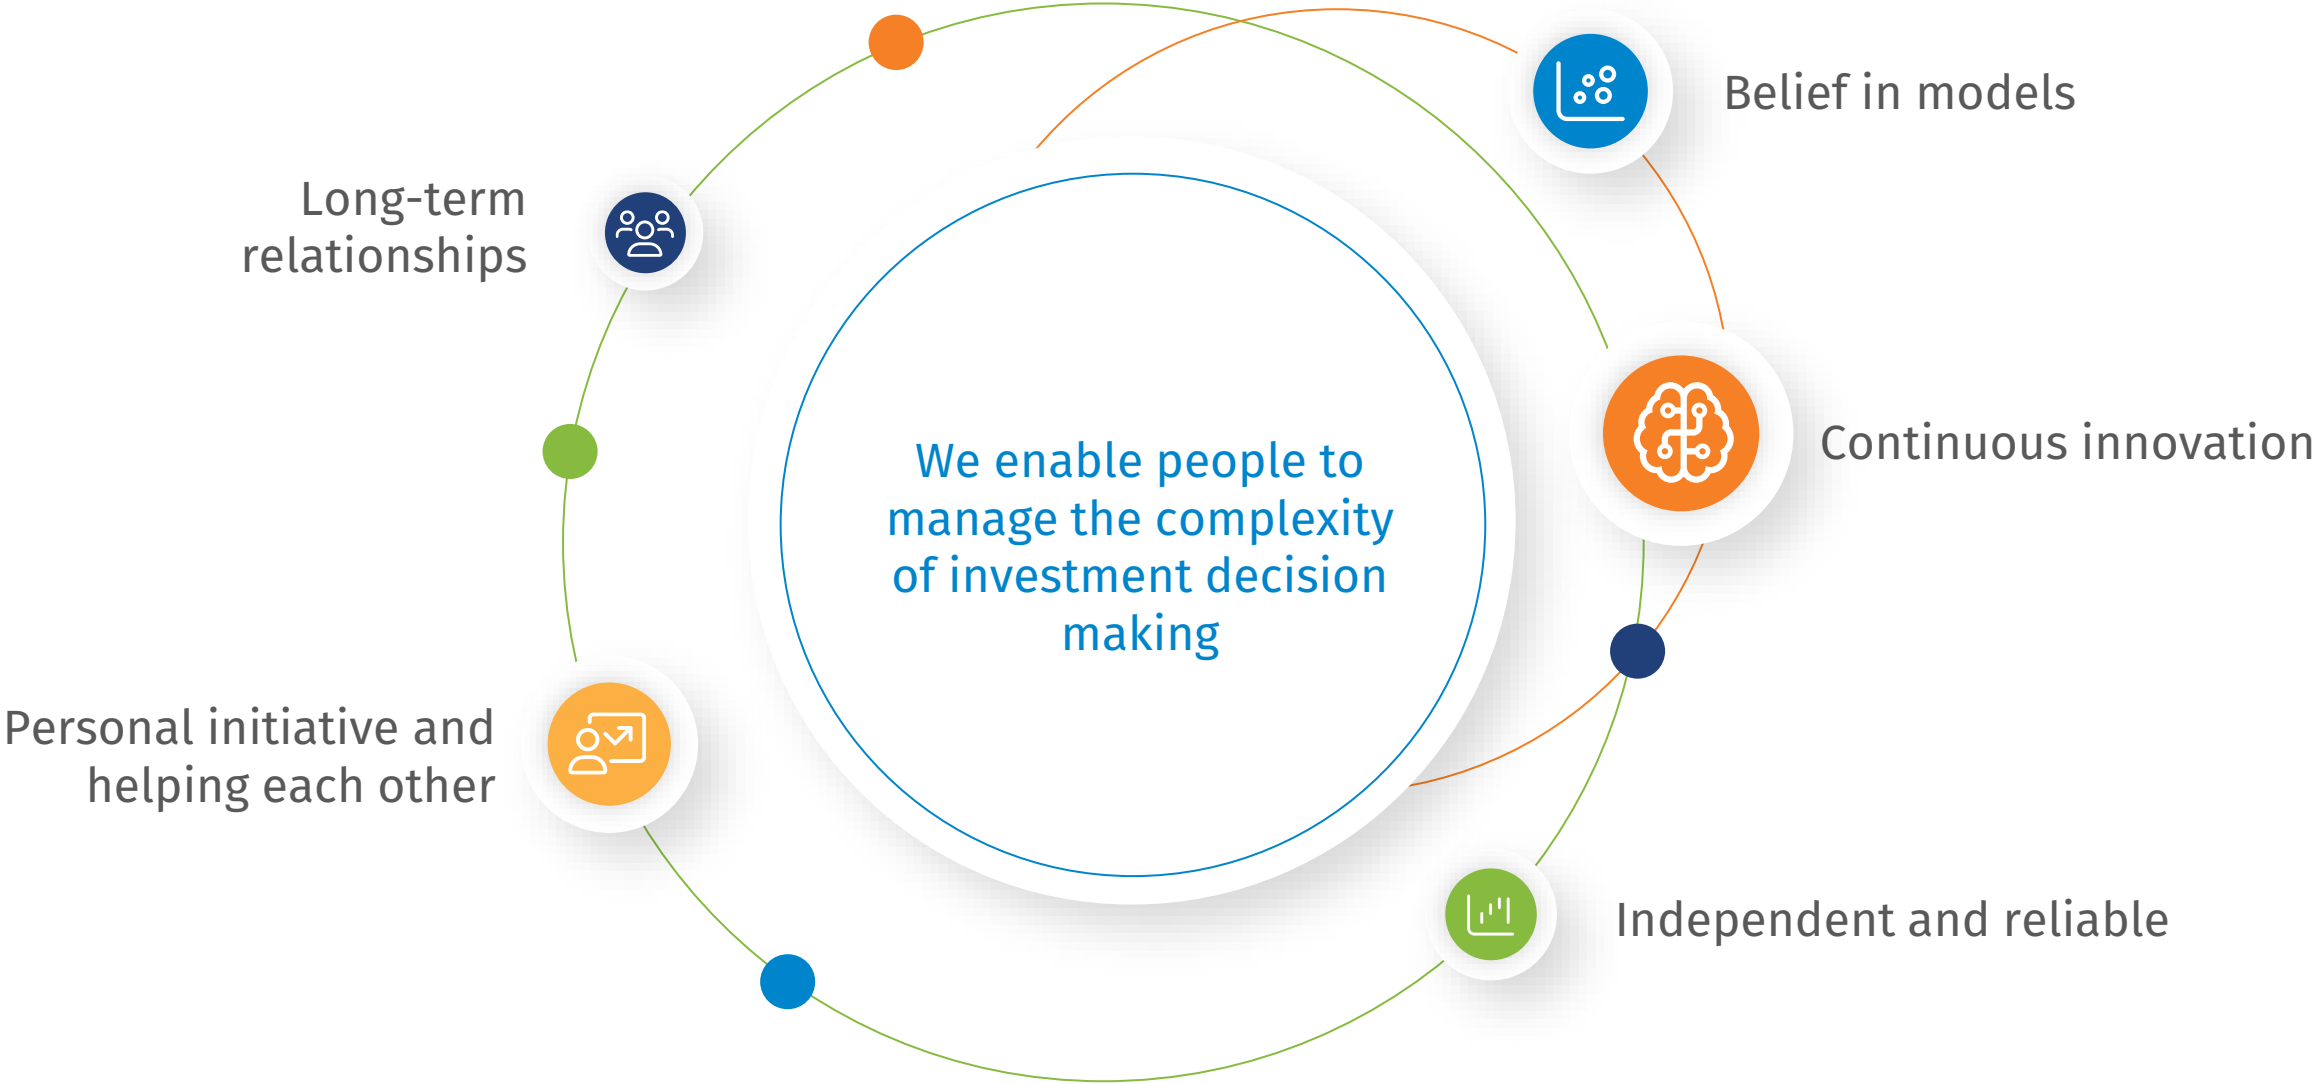 Belief in models
Long-term
relationships
Continuous innovation
We enable people to
manage the complexity
of investment decision
making
Personal initiative and
helping each other
Independent and reliable